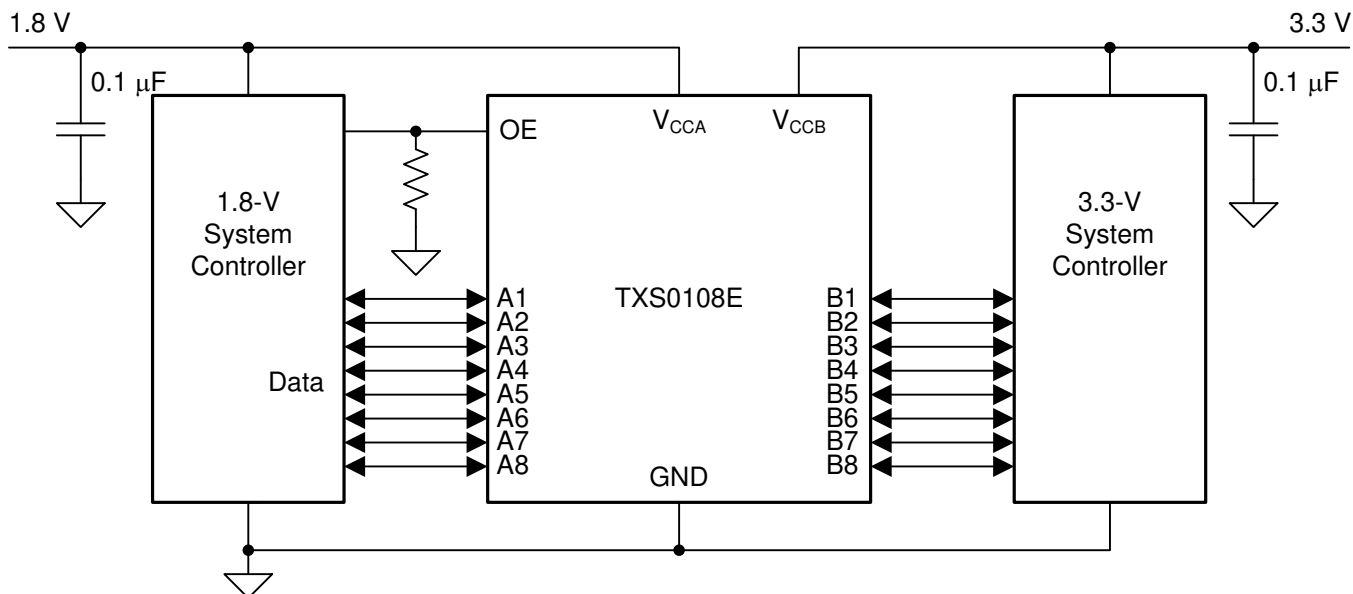 1.8 V
3.3 V
0.1 μF
0.1 μF
OE
VCCA
VCCB
1.8-V
System
Controller
3.3-V
System
Controller
TXS0108E
Data
A1
A2
A3
A4
A5
A6
A7
A8
B1
B2
B3
B4
B5
B6
B7
B8
GND